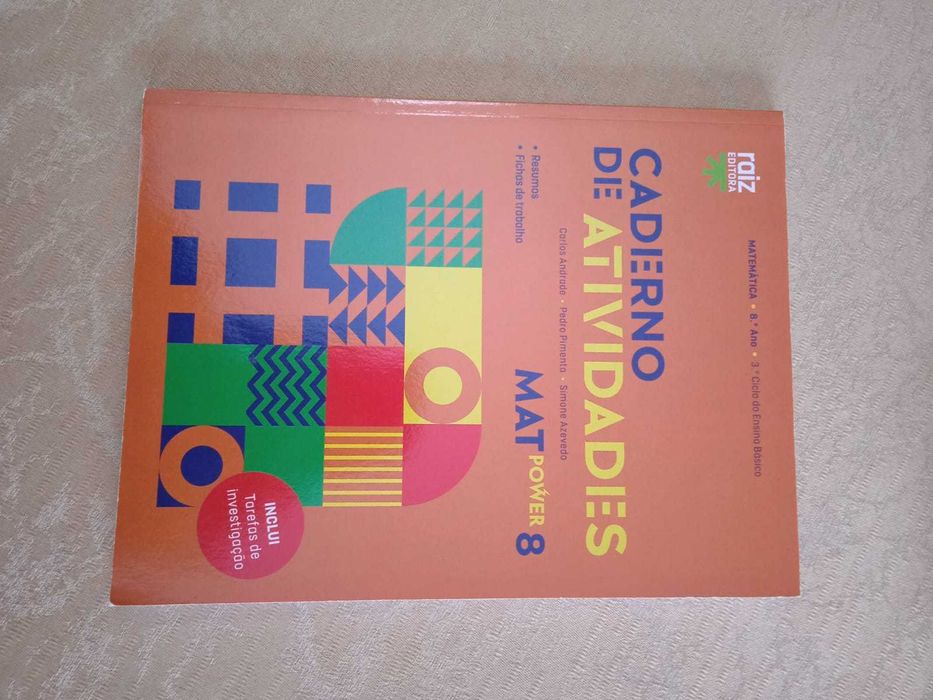 raiz
EDITORA
MATEMÁTICA • 8.º Ano • 3.º Ciclo do Ensino Básico
CADERNO
DE ATIVIDADES
Carlos Andrade • Pedro Pimenta • Simone Azevedo
• Resumos
• Fichas de trabalho
MAT POWER 8
INCLUI
Tarefas de
investigação